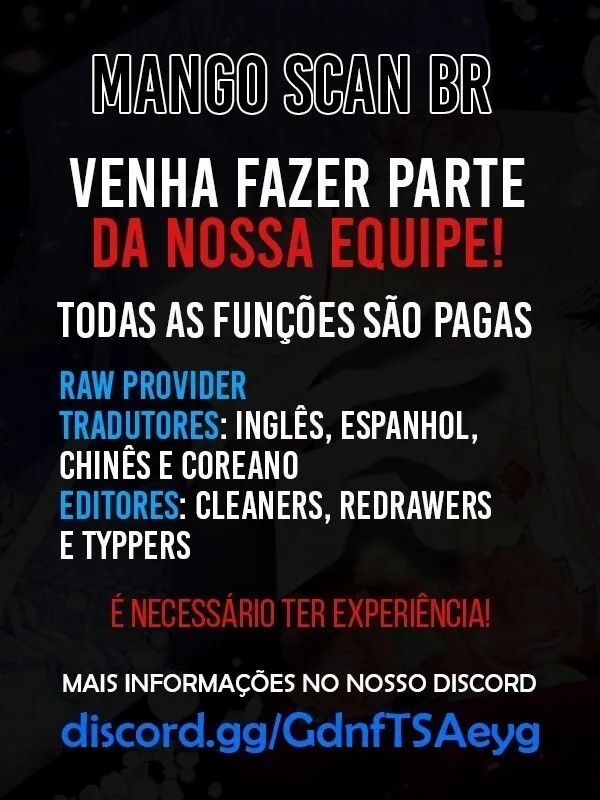 MANGO SCAN BR
VENHA FAZER PARTE
DA NOSSA EQUIPE!
TODAS AS FUNÇÕES SÃO PAGAS
RAW PROVIDER
TRADUTORES: INGLÊS, ESPANHOL,
CHINÊS E COREANO
EDITORES: CLEANERS, REDRAWERS
E TYPPERS
É NECESSÁRIO TER EXPERIÊNCIA!
MAIS INFORMAÇÕES NO NOSSO DISCORD
discord.gg/GdnfTSAeyg